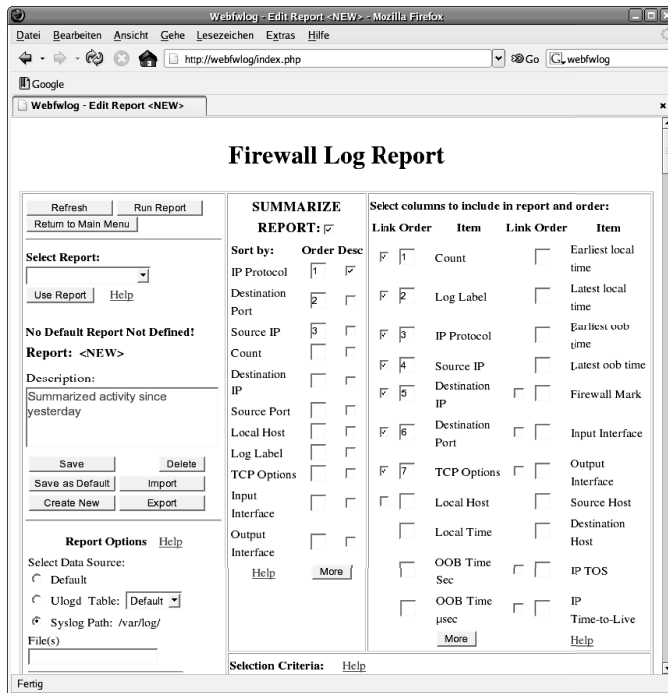 Webfwlog - Edit Report <NEW> - Mozilla Firefox
Datei Bearbeiten Ansicht Gehe Lesezeichen Extras Hilfe
http://webfwlog/index.php
Go
webfwlog
Google
Webfwlog - Edit Report <NEW>
Firewall Log Report
Refresh
Run Report
Return to Main Menu
Select Report:
Use Report
Help
No Default Report Not Defined!
Report: <NEW>
Description:
Summarized activity since
yesterday
Save
Delete
Save as Default
Import
Create New
Export
Report Options Help
Select Data Source:
Default
Ulogd Table: Default
Syslog Path: /var/log/
File(s)
SUMMARIZE
REPORT:
Sort by: Order Desc
IP Protocol 1
Destination
Port 2
Source IP 3
Count
Destination
IP
Source Port
Local Host
Log Label
TCP Options
Input
Interface
Output
Interface
Help
More
Select columns to include in report and order:
Link Order Item Link Order Item
1 Count Earliest local
time
2 Log Label Latest local
time
3 IP Protocol Earliest oob
time
4 Source IP Latest oob time
5 Destination
IP Firewall Mark
6 Destination
Port Input Interface
7 TCP Options Output
Interface
Local Host Source Host
Local Time Destination
Host
OOB Time
Sec IP TOS
OOB Time
µsec IP
Time-to-Live
More Help
Selection Criteria: Help
Fertig